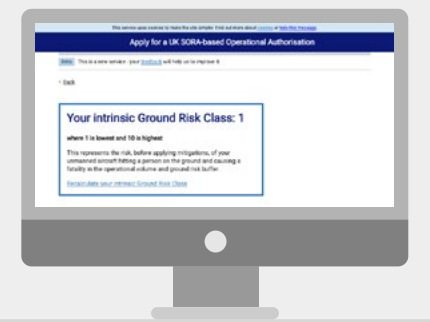 This service uses cookies to make the site simpler. Find out more about cookies or hide this message
Apply for a UK SORA-based Operational Authorisation
Beta This is a new service - your feedback will help us to improve it
‹ Back
Your intrinsic Ground Risk Class: 1
where 1 is lowest and 10 is highest
This represents the risk, before applying mitigations, of your
unmanned aircraft hitting a person on the ground and causing a
fatality in the operational volume and ground risk buffer.
Recalculate your intrinsic Ground Risk Class